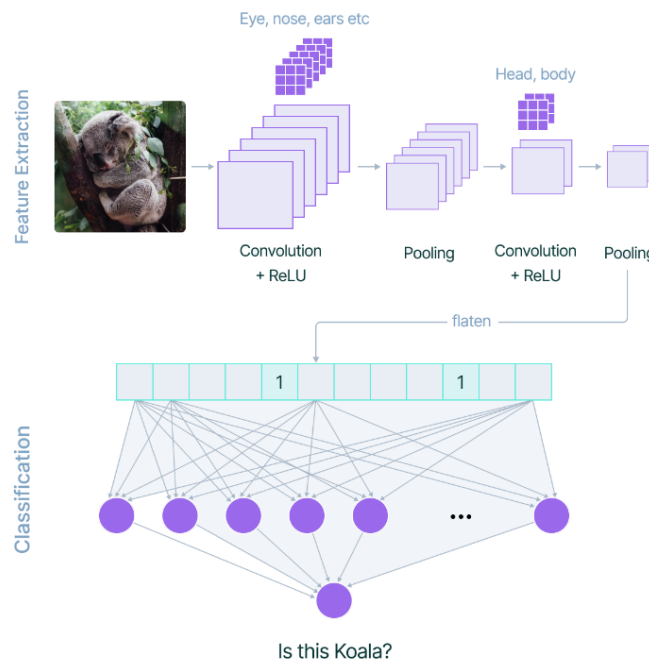 Eye, nose, ears etc
Head, body
Feature Extraction
Convolution
+ ReLU
Pooling
Convolution
+ ReLU
Pooling
flaten
1
1
Classification
...
Is this Koala?